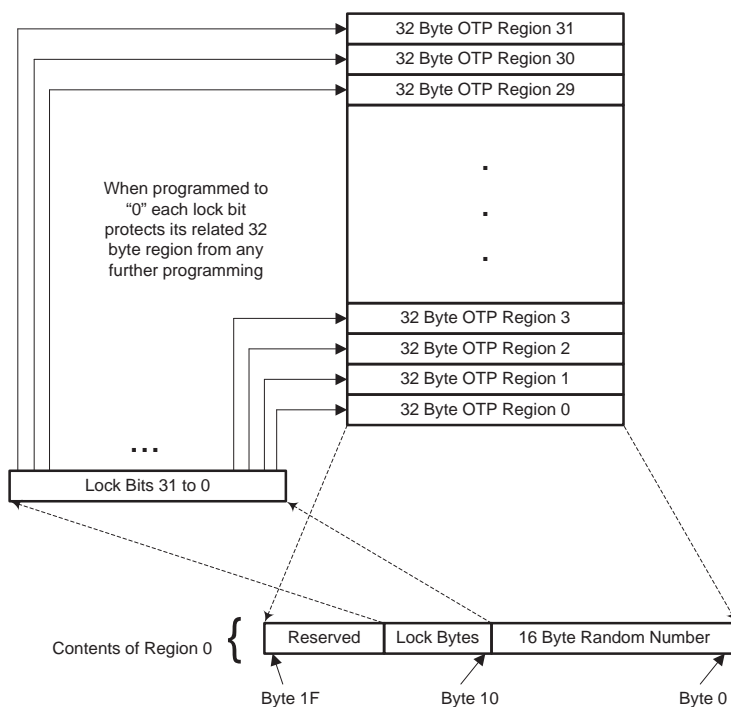 32 Byte OTP Region 31
32 Byte OTP Region 30
32 Byte OTP Region 29
.
.
.
When programmed to
“0” each lock bit
protects its related 32
byte region from any
further programming
32 Byte OTP Region 3
32 Byte OTP Region 2
32 Byte OTP Region 1
32 Byte OTP Region 0
...
Lock Bits 31 to 0
Contents of Region 0 {
Reserved
Lock Bytes
16 Byte Random Number
Byte 1F
Byte 10
Byte 0